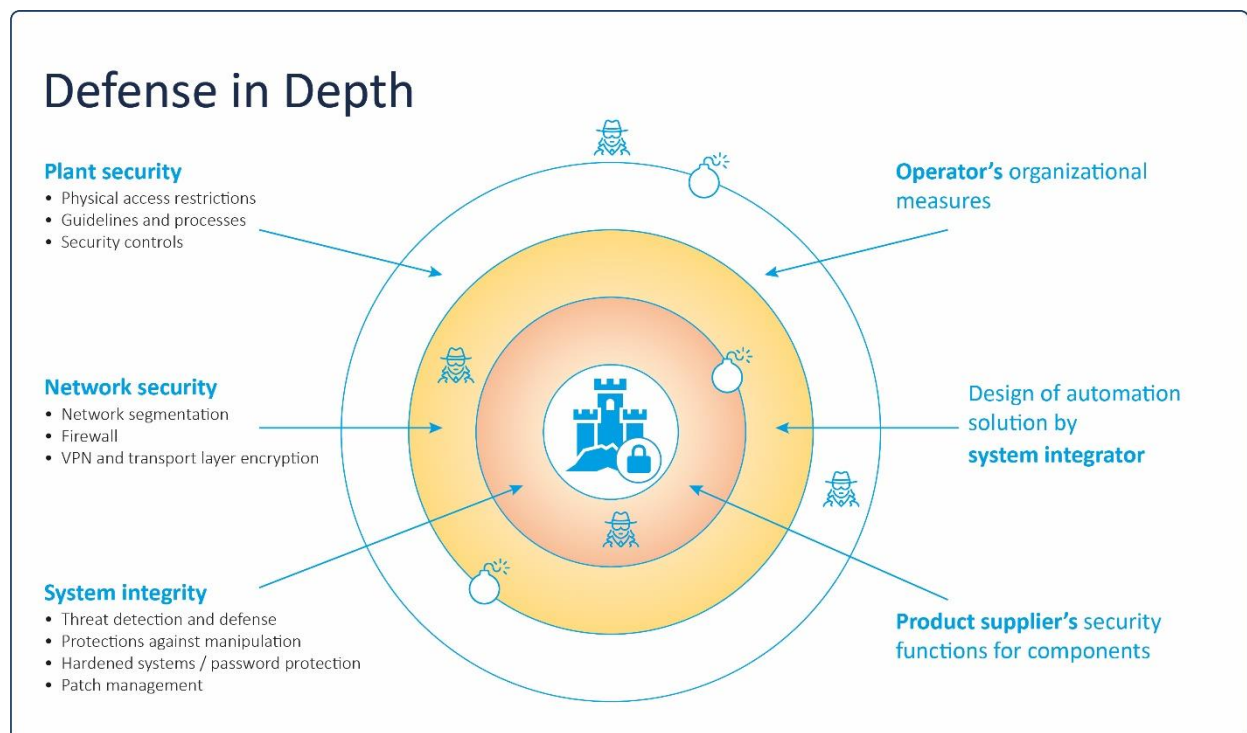 Defense in Depth
Plant security
• Physical access restrictions
• Guidelines and processes
• Security controls
Network security
• Network segmentation
• Firewall
• VPN and transport layer encryption
System integrity
• Threat detection and defense
• Protections against manipulation
• Hardened systems / password protection
• Patch management
Operator's organizational
measures
Design of automation
solution by
system integrator
Product supplier's security
functions for components